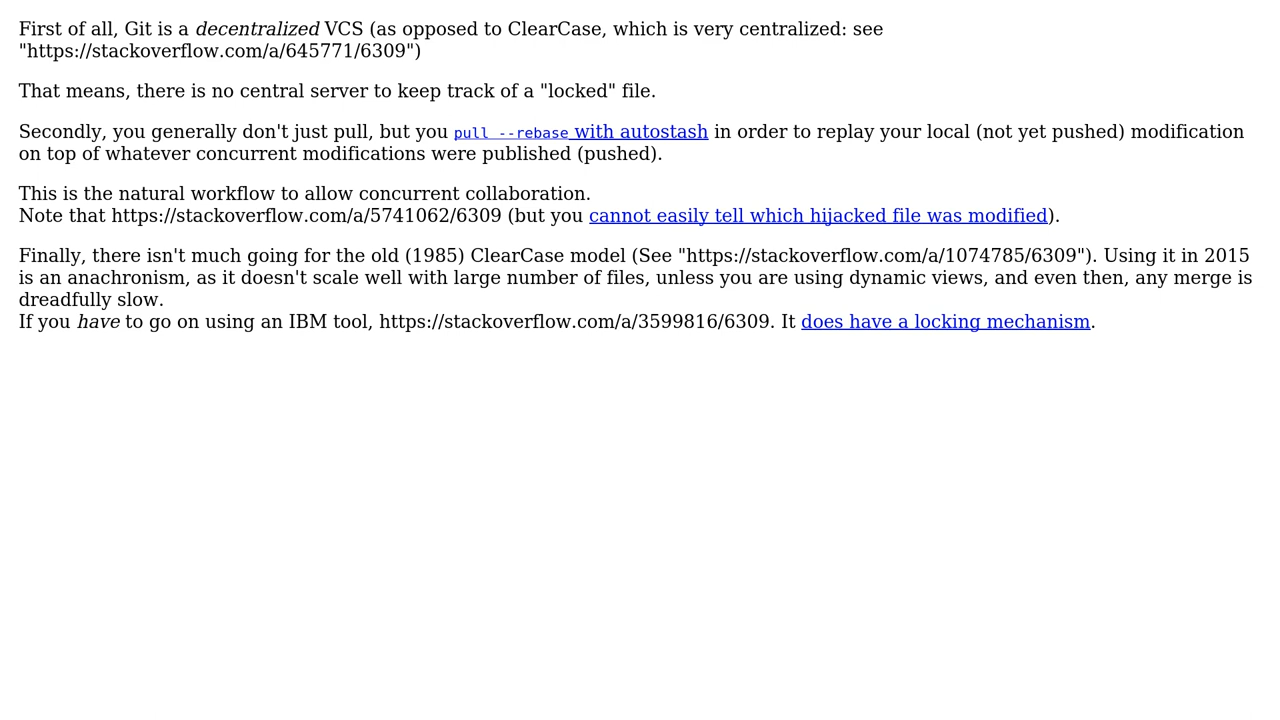 First of all, Git is a decentralized VCS (as opposed to ClearCase, which is very centralized: see
"https://stackoverflow.com/a/645771/6309")
That means, there is no central server to keep track of a "locked" file.
Secondly, you generally don't just pull, but you pull --rebase with autostash in order to replay your local (not yet pushed) modification
on top of whatever concurrent modifications were published (pushed).
This is the natural workflow to allow concurrent collaboration.
Note that https://stackoverflow.com/a/5741062/6309 (but you cannot easily tell which hijacked file was modified).
Finally, there isn't much going for the old (1985) ClearCase model (See "https://stackoverflow.com/a/1074785/6309"). Using it in 2015
is an anachronism, as it doesn't scale well with large number of files, unless you are using dynamic views, and even then, any merge is
dreadfully slow.
If you have to go on using an IBM tool, https://stackoverflow.com/a/3599816/6309. It does have a locking mechanism.